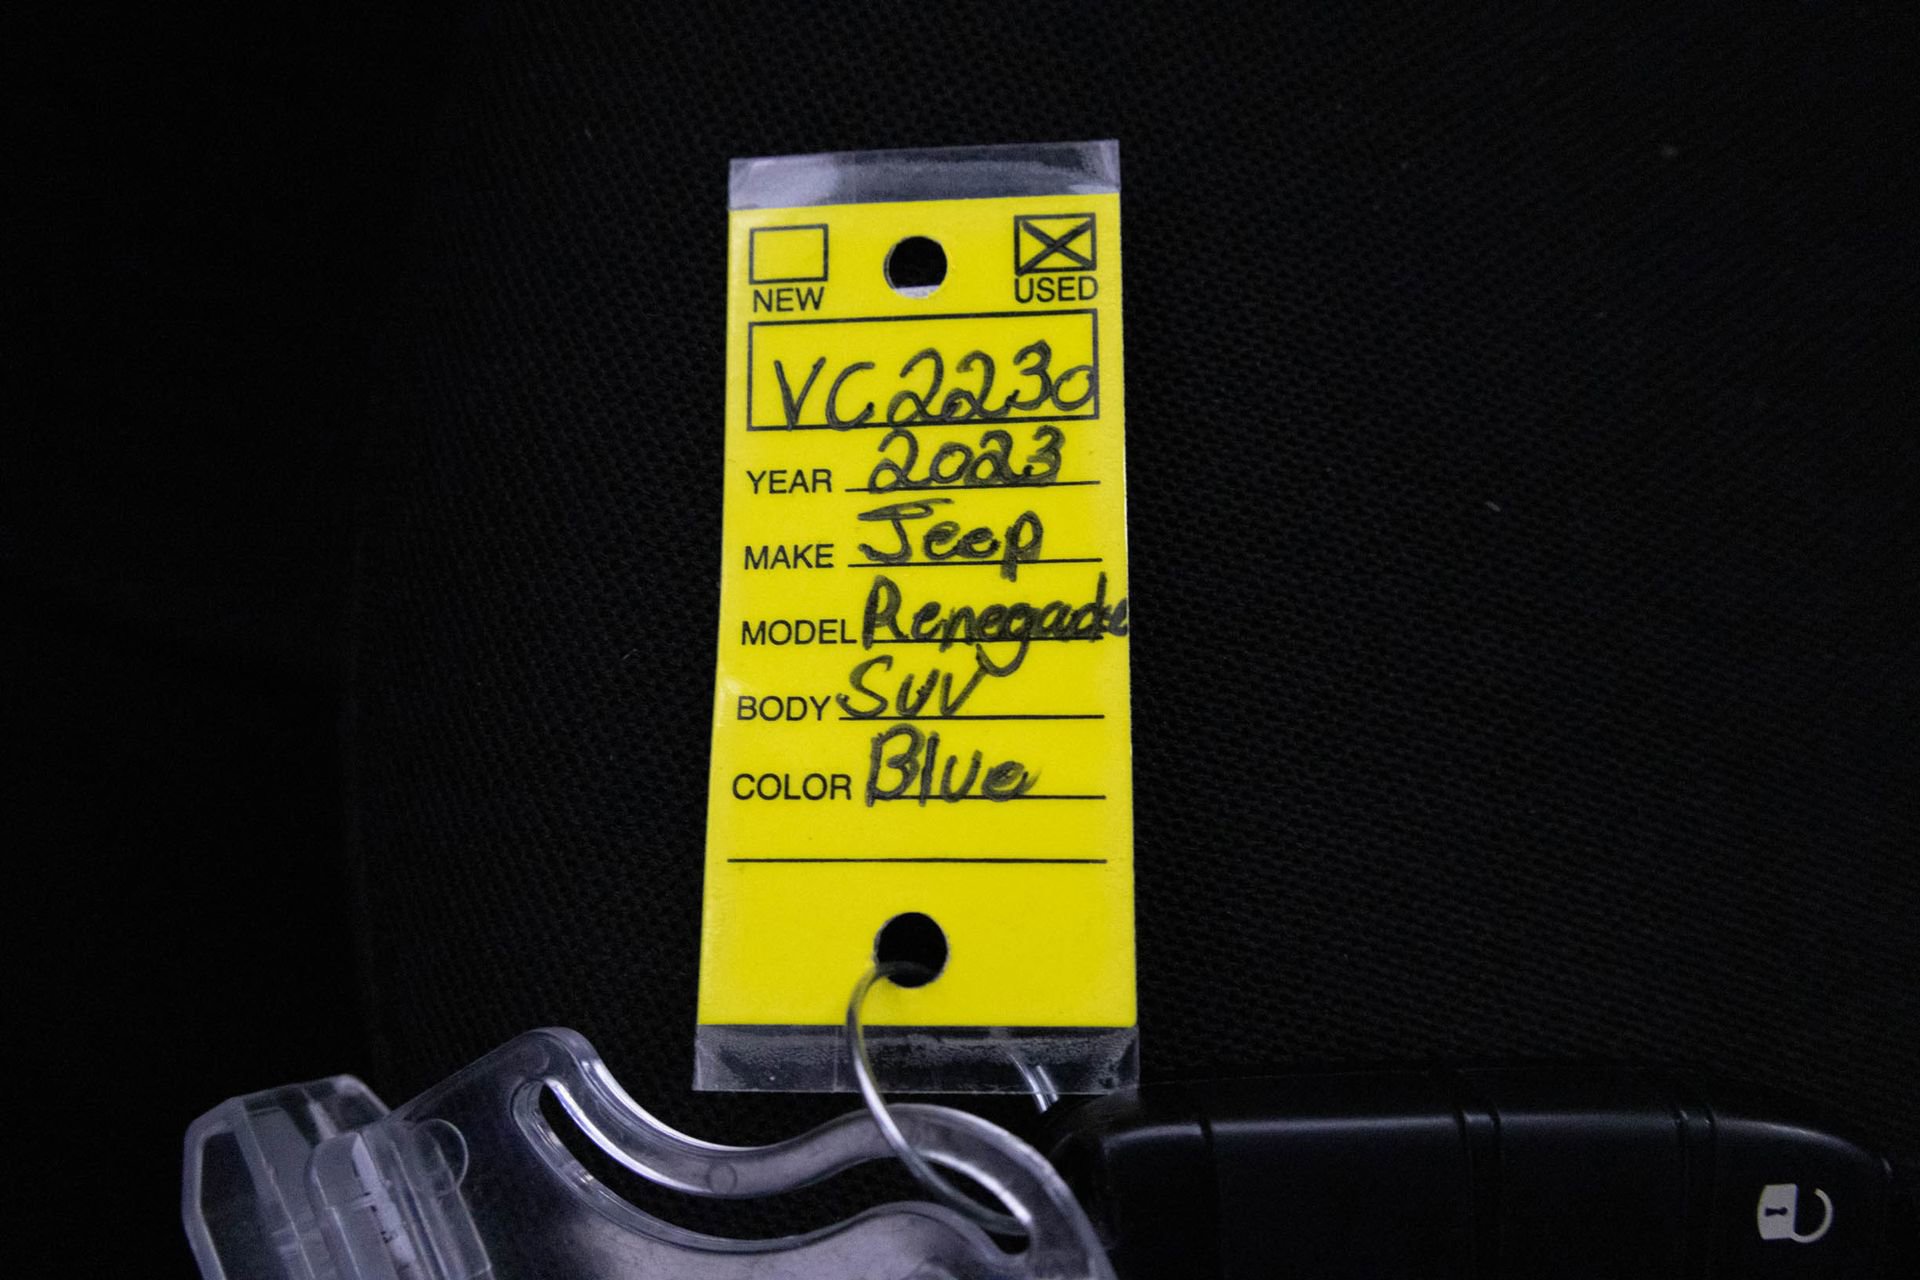 NEW USED
VC2230
YEAR 2023
MAKE Jeep
MODEL Renegade
BODY SUV
COLOR Blue